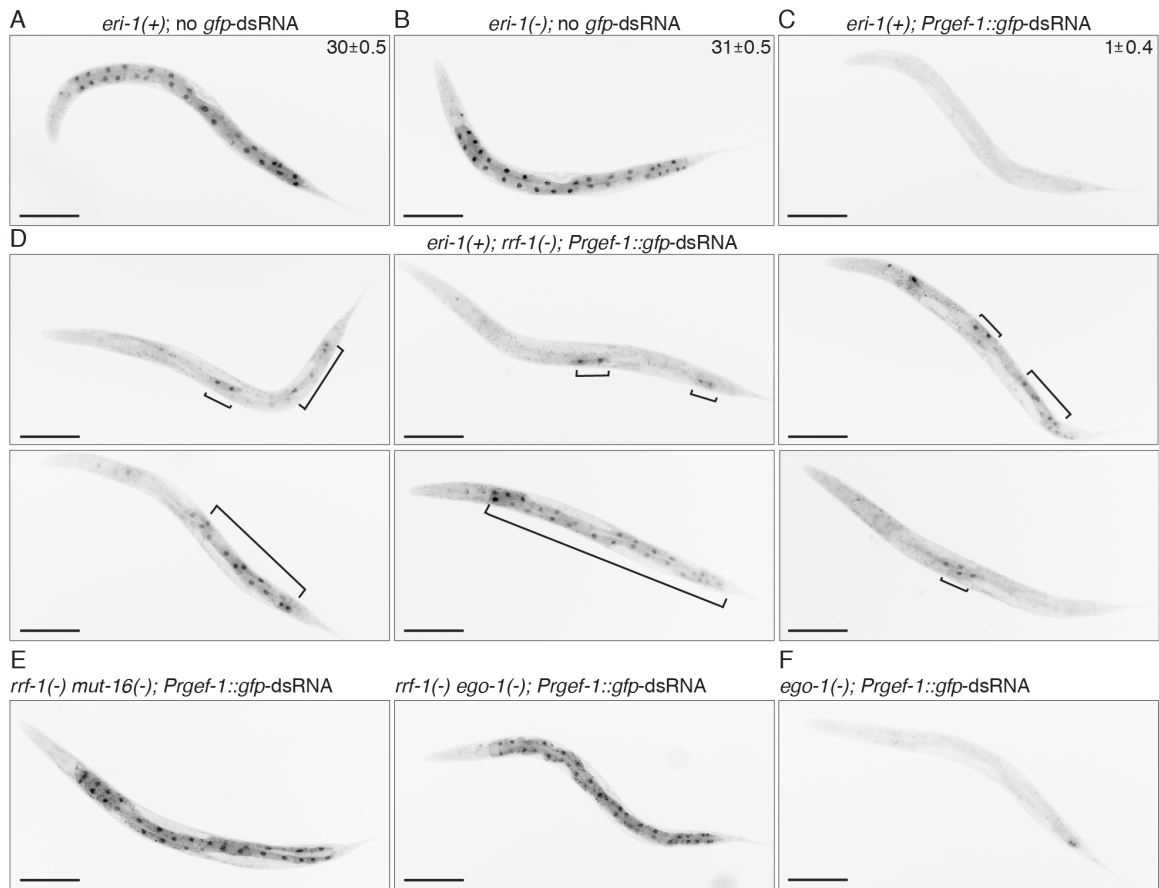 A
eri-1(+); no gfp-dsRNA
30±0.5
B
eri-1(-); no gfp-dsRNA
31±0.5
C
eri-1(+); Prgef-1::gfp-dsRNA
1±0.4
D
eri-1(+); rrf-1(-); Prgef-1::gfp-dsRNA
E
rrf-1(-) mut-16(-); Prgef-1::gfp-dsRNA
rrf-1(-) ego-1(-); Prgef-1::gfp-dsRNA
F
ego-1(-); Prgef-1::gfp-dsRNA